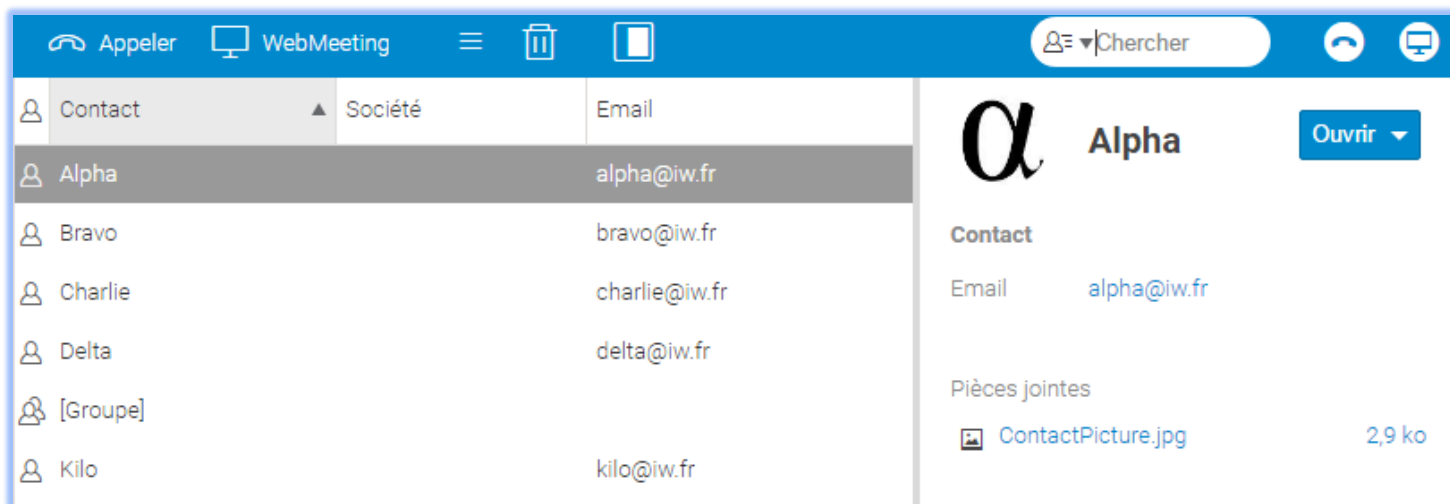 Appeler WebMeeting Chercher
Contact Société Email
Alpha alpha@iw.fr
Bravo bravo@iw.fr
Charlie charlie@iw.fr
Delta delta@iw.fr
[Groupe]
Kilo kilo@iw.fr
α Alpha Ouvrir
Contact
Email alpha@iw.fr
Pièces jointes
ContactPicture.jpg 2,9 ko